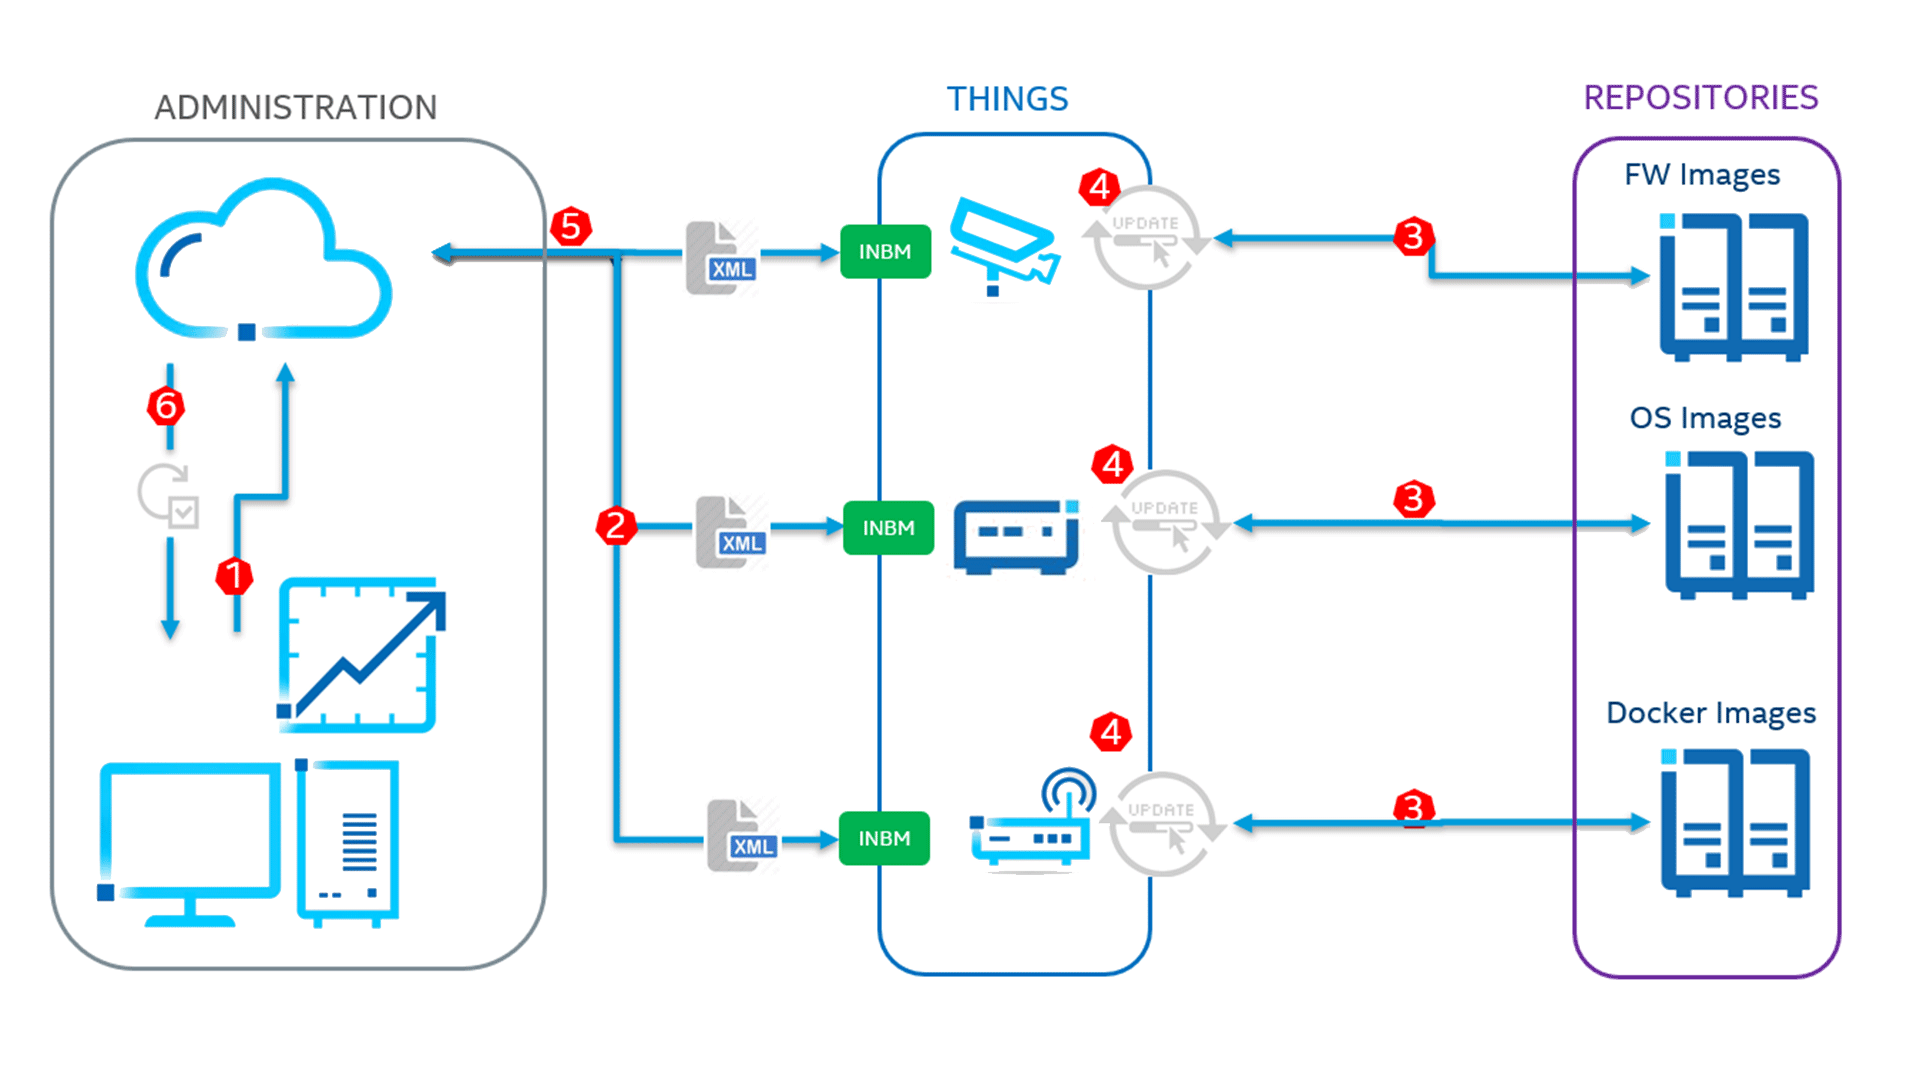 ADMINISTRATION
THINGS
REPOSITORIES
FW Images
4
UPDATE
5
3
INBM
XML
6
OS Images
4
3
UPDATE
2
INBM
XML
1
Docker Images
4
3
UPDATE
INBM
XML